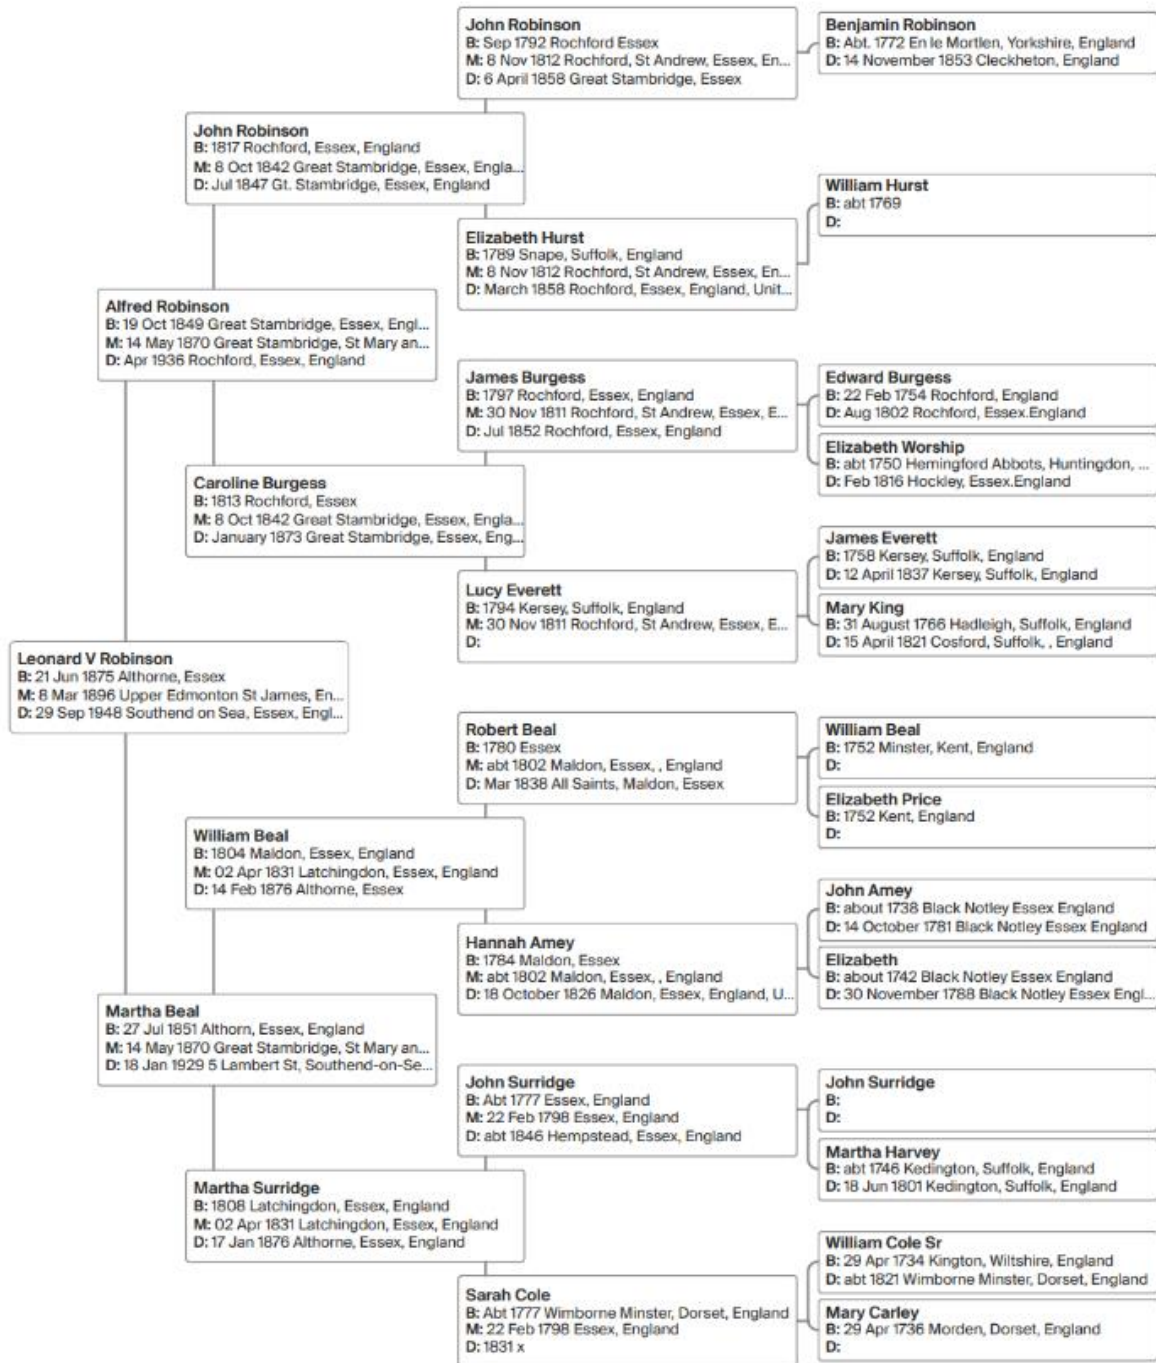 John Robinson
B: Sep 1792 Rochford Essex
M: 8 Nov 1812 Rochford, St Andrew, Essex, En...
D: 6 April 1858 Great Stambridge, Essex
Benjamin Robinson
B: Abt. 1772 En le Mortlen, Yorkshire, England
D: 14 November 1853 Cleckheton, England
John Robinson
B: 1817 Rochford, Essex, England
M: 8 Oct 1842 Great Stambridge, Essex, Engla...
D: Jul 1847 Gt. Stambridge, Essex, England
William Hurst
B: abt 1769
D:
Elizabeth Hurst
B: 1789 Snape, Suffolk, England
M: 8 Nov 1812 Rochford, St Andrew, Essex, En...
D: March 1858 Rochford, Essex, England, Unit...
Alfred Robinson
B: 19 Oct 1849 Great Stambridge, Essex, Engl...
M: 14 May 1870 Great Stambridge, St Mary an...
D: Apr 1936 Rochford, Essex, England
James Burgess
B: 1797 Rochford, Essex, England
M: 30 Nov 1811 Rochford, St Andrew, Essex, E...
D: Jul 1852 Rochford, Essex, England
Edward Burgess
B: 22 Feb 1754 Rochford, England
D: Aug 1802 Rochford, Essex.England
Elizabeth Worship
B: abt 1750 Hemingford Abbots, Huntingdon, ...
D: Feb 1816 Hockley, Essex.England
Caroline Burgess
B: 1813 Rochford, Essex
M: 8 Oct 1842 Great Stambridge, Essex, Engla...
D: January 1873 Great Stambridge, Essex, Eng...
James Everett
B: 1758 Kersey, Suffolk, England
D: 12 April 1837 Kersey, Suffolk, England
Lucy Everett
B: 1794 Kersey, Suffolk, England
M: 30 Nov 1811 Rochford, St Andrew, Essex, E...
D:
Mary King
B: 31 August 1766 Hadleigh, Suffolk, England
D: 15 April 1821 Cosford, Suffolk, , England
Leonard V Robinson
B: 21 Jun 1875 Althorne, Essex
M: 8 Mar 1896 Upper Edmonton St James, En...
D: 29 Sep 1948 Southend on Sea, Essex, Engl...
Robert Beal
B: 1780 Essex
M: abt 1802 Maldon, Essex, , England
D: Mar 1838 All Saints, Maldon, Essex
William Beal
B: 1752 Minster, Kent, England
D:
Elizabeth Price
B: 1752 Kent, England
D:
William Beal
B: 1804 Maldon, Essex, England
M: 02 Apr 1831 Latchingdon, Essex, England
D: 14 Feb 1876 Althorne, Essex
John Amey
B: about 1738 Black Notley Essex England
D: 14 October 1781 Black Notley Essex England
Hannah Amey
B: 1784 Maldon, Essex
M: abt 1802 Maldon, Essex, , England
D: 18 October 1826 Maldon, Essex, England, U...
Elizabeth
B: about 1742 Black Notley Essex England
D: 30 November 1788 Black Notley Essex Engl...
Martha Beal
B: 27 Jul 1851 Althorn, Essex, England
M: 14 May 1870 Great Stambridge, St Mary an...
D: 18 Jan 1929 5 Lambert St, Southend-on-Se...
John Surridge
B: Abt 1777 Essex, England
M: 22 Feb 1798 Essex, England
D: abt 1846 Hempstead, Essex, England
John Surridge
B:
D:
Martha Harvey
B: abt 1746 Kedington, Suffolk, England
D: 18 Jun 1801 Kedington, Suffolk, England
Martha Surridge
B: 1808 Latchingdon, Essex, England
M: 02 Apr 1831 Latchingdon, Essex, England
D: 17 Jan 1876 Althorne, Essex, England
William Cole Sr
B: 29 Apr 1734 Kington, Wiltshire, England
D: abt 1821 Wimborne Minster, Dorset, England
Sarah Cole
B: Abt 1777 Wimborne Minster, Dorset, England
M: 22 Feb 1798 Essex, England
D: 1831 x
Mary Carley
B: 29 Apr 1736 Morden, Dorset, England
D: